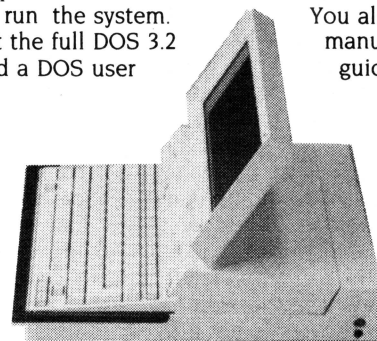 run the system.
t the full DOS 3.2
d a DOS user
You al
manu
guid